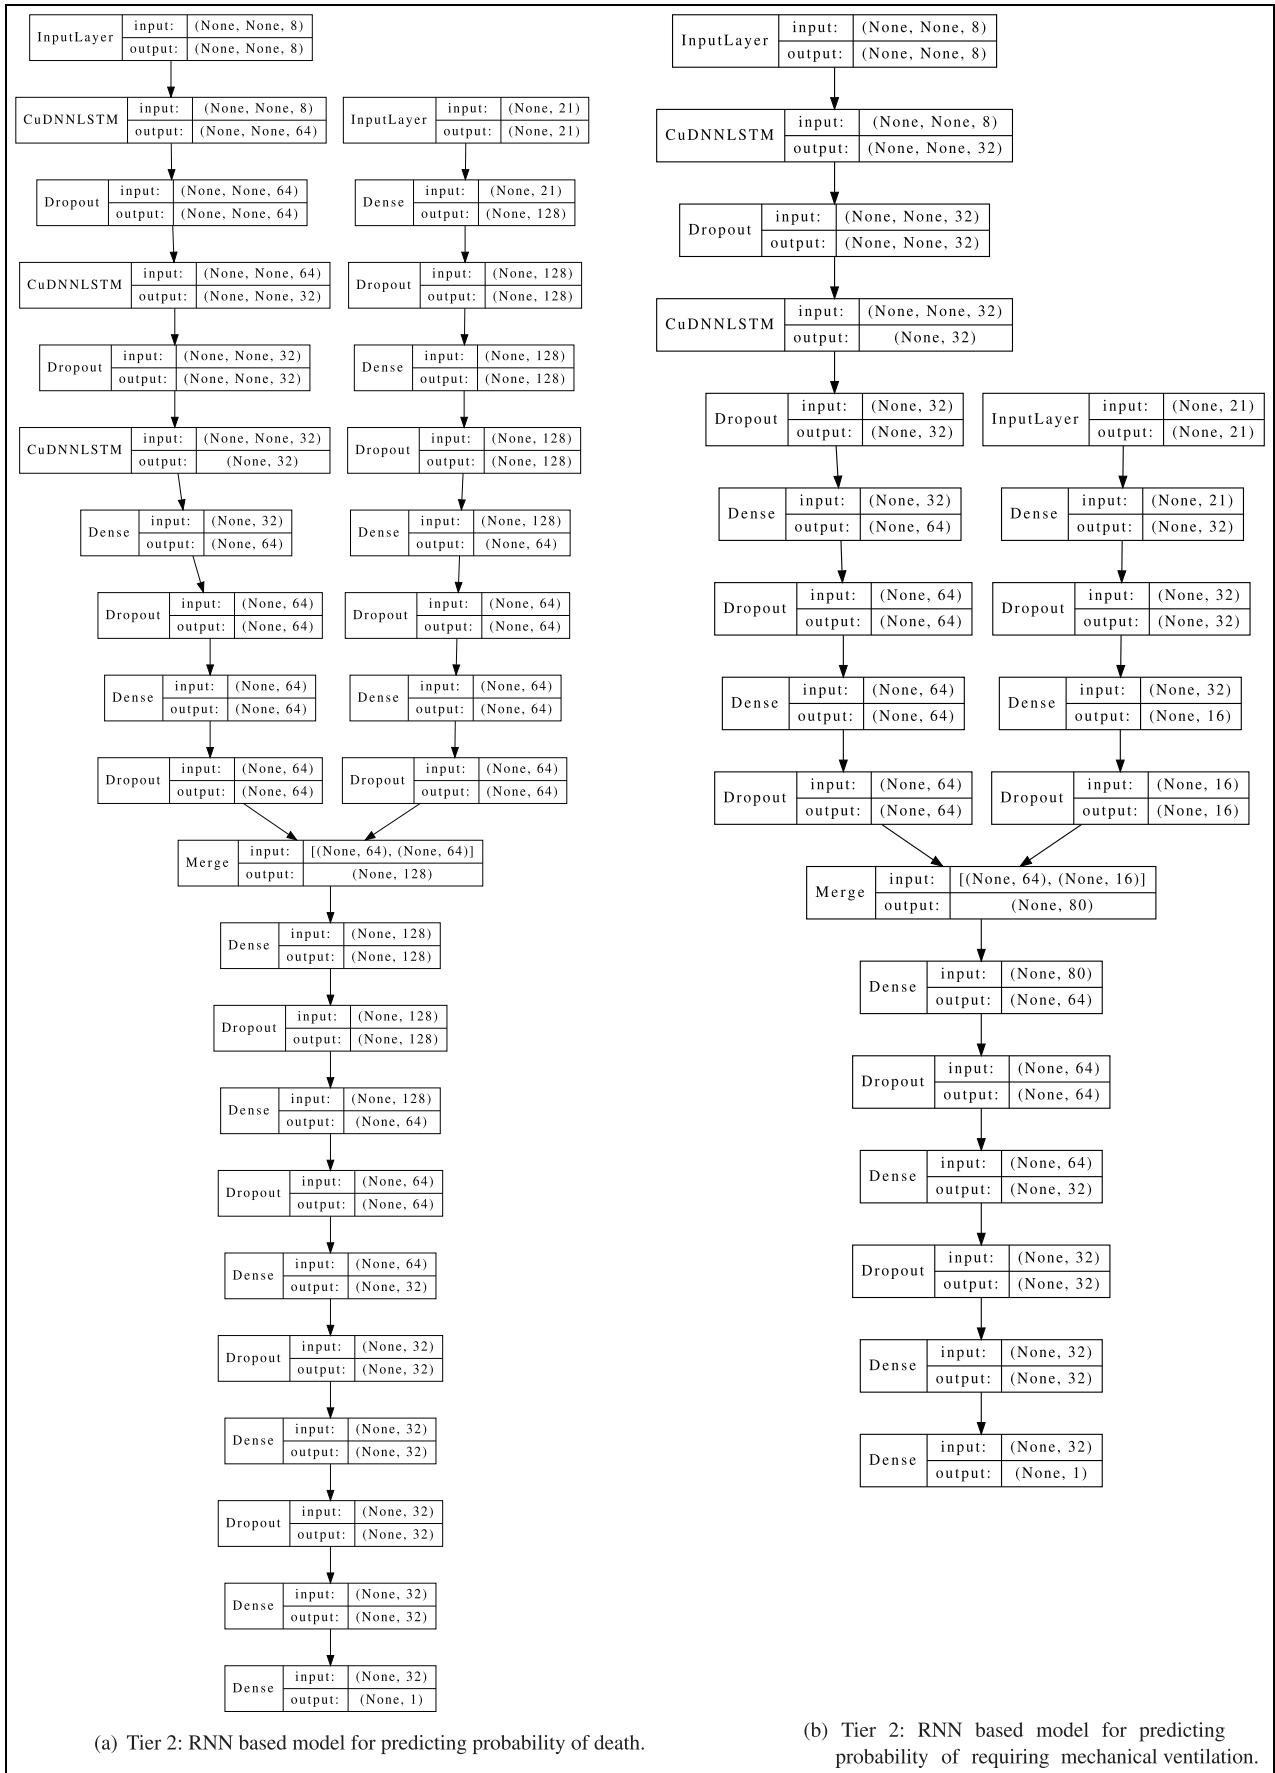 InputLayer input: (None, None, 8)
output: (None, None, 8)
CuDNNLSTM input: (None, None, 8)
output: (None, None, 64)
Dropout input: (None, None, 64)
output: (None, None, 64)
CuDNNLSTM input: (None, None, 64)
output: (None, None, 32)
Dropout input: (None, None, 32)
output: (None, None, 32)
CuDNNLSTM input: (None, None, 32)
output: (None, 32)
Dense input: (None, 32)
output: (None, 64)
Dropout input: (None, 64)
output: (None, 64)
Dense input: (None, 64)
output: (None, 64)
Dropout input: (None, 64)
output: (None, 64)
InputLayer input: (None, 21)
output: (None, 21)
Dense input: (None, 21)
output: (None, 128)
Dropout input: (None, 128)
output: (None, 128)
Dense input: (None, 128)
output: (None, 128)
Dropout input: (None, 128)
output: (None, 128)
Dense input: (None, 128)
output: (None, 64)
Dropout input: (None, 64)
output: (None, 64)
Dense input: (None, 64)
output: (None, 64)
Dropout input: (None, 64)
output: (None, 64)
Merge input: [(None, 64), (None, 64)]
output: (None, 128)
Dense input: (None, 128)
output: (None, 128)
Dropout input: (None, 128)
output: (None, 128)
Dense input: (None, 128)
output: (None, 64)
Dropout input: (None, 64)
output: (None, 64)
Dense input: (None, 64)
output: (None, 32)
Dropout input: (None, 32)
output: (None, 32)
Dense input: (None, 32)
output: (None, 32)
Dropout input: (None, 32)
output: (None, 32)
Dense input: (None, 32)
output: (None, 32)
Dense input: (None, 32)
output: (None, 1)
(a) Tier 2: RNN based model for predicting probability of death.
InputLayer input: (None, None, 8)
output: (None, None, 8)
CuDNNLSTM input: (None, None, 8)
output: (None, None, 32)
Dropout input: (None, None, 32)
output: (None, None, 32)
CuDNNLSTM input: (None, None, 32)
output: (None, 32)
Dropout input: (None, 32)
output: (None, 32)
Dense input: (None, 32)
output: (None, 64)
Dropout input: (None, 64)
output: (None, 64)
Dense input: (None, 64)
output: (None, 64)
Dropout input: (None, 64)
output: (None, 64)
InputLayer input: (None, 21)
output: (None, 21)
Dense input: (None, 21)
output: (None, 32)
Dropout input: (None, 32)
output: (None, 32)
Dense input: (None, 32)
output: (None, 16)
Dropout input: (None, 16)
output: (None, 16)
Merge input: [(None, 64), (None, 16)]
output: (None, 80)
Dense input: (None, 80)
output: (None, 64)
Dropout input: (None, 64)
output: (None, 64)
Dense input: (None, 64)
output: (None, 32)
Dropout input: (None, 32)
output: (None, 32)
Dense input: (None, 32)
output: (None, 32)
Dense input: (None, 32)
output: (None, 1)
(b) Tier 2: RNN based model for predicting
probability of requiring mechanical ventilation.